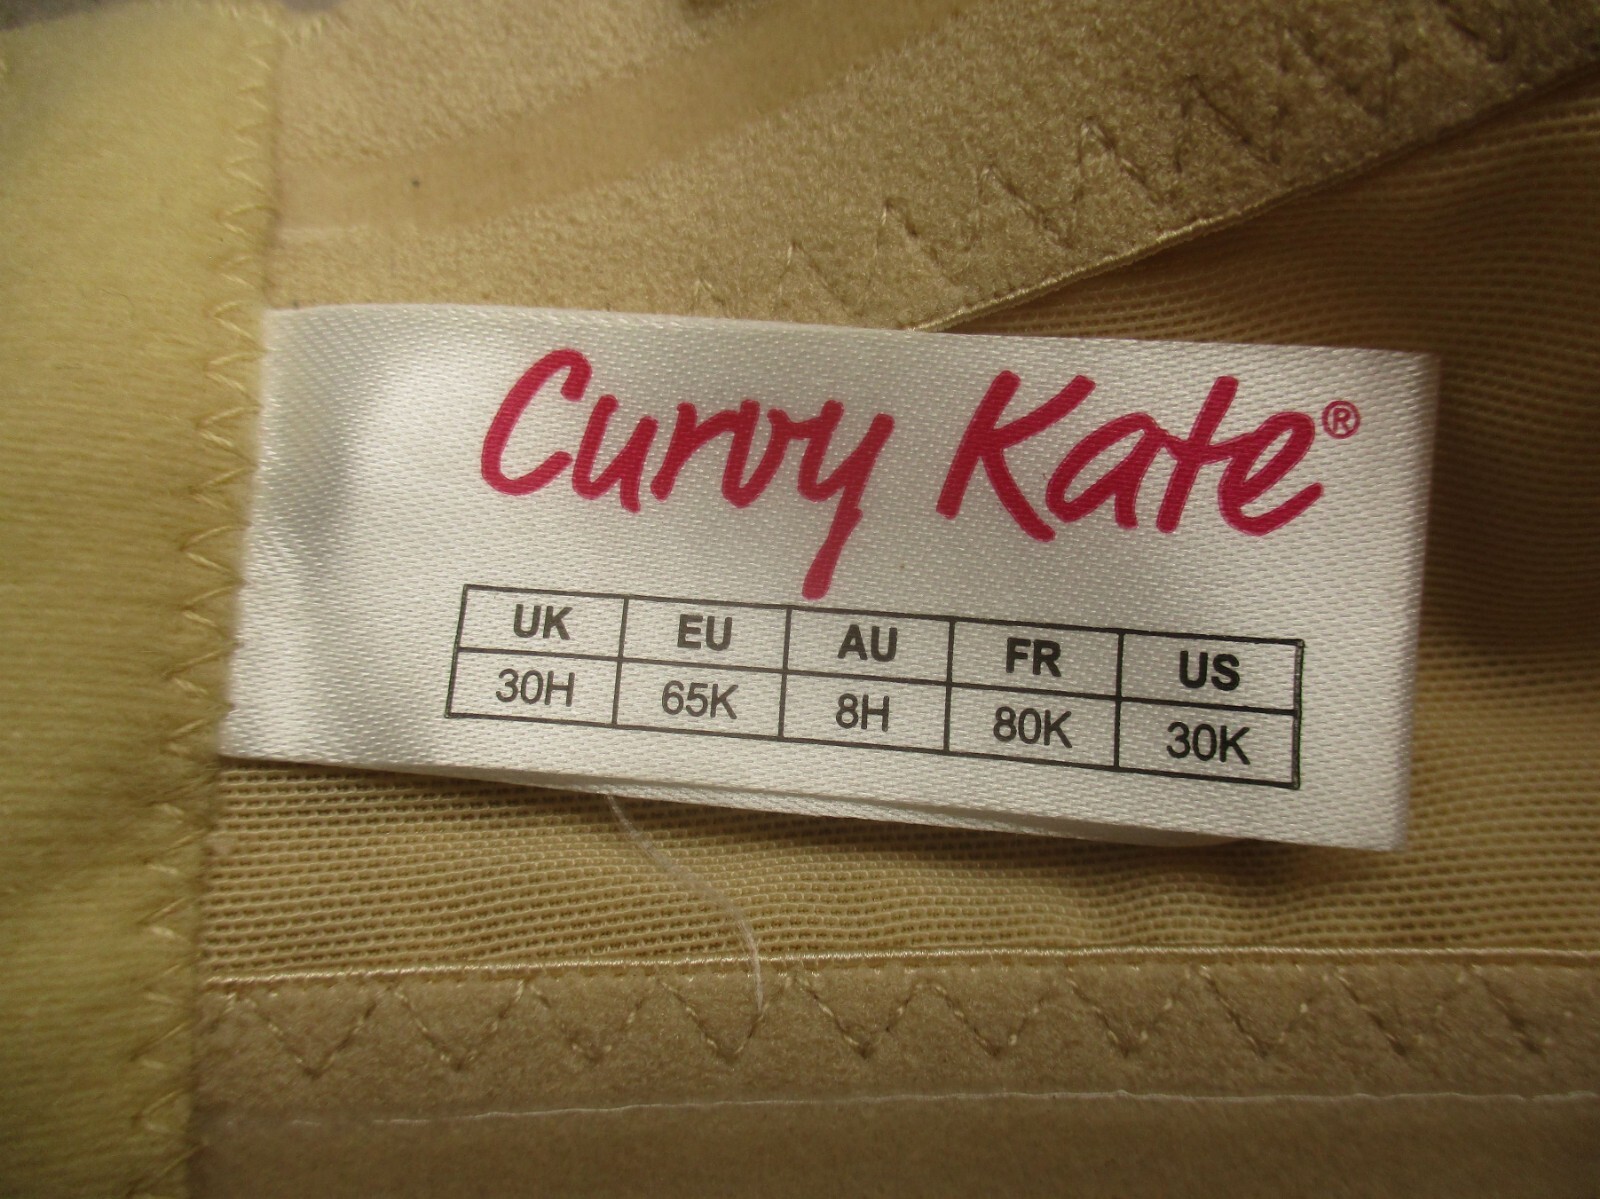 Curvy Kate®
UK EU AU FR US
30H 65K 8H 80K 30K